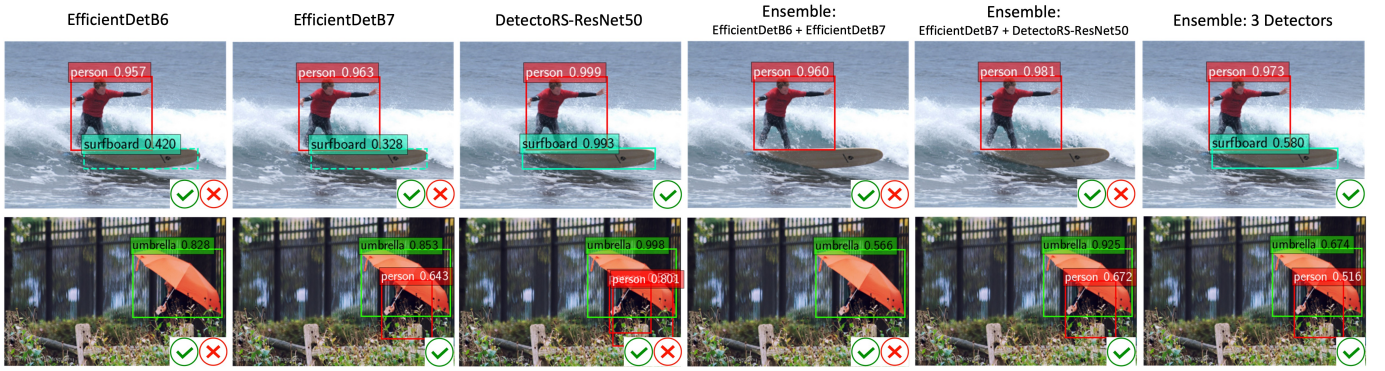 EfficientDetB6
EfficientDetB7
DetectoRS-ResNet50
Ensemble:
EfficientDetB6 + EfficientDetB7
Ensemble:
EfficientDetB7 + DetectoRS-ResNet50
Ensemble: 3 Detectors
person 0.957
surfboard 0.420
person 0.963
surfboard 0.328
person 0.999
surfboard 0.993
person 0.960
person 0.981
person 0.973
surfboard 0.580
umbrella 0.828
umbrella 0.853
person 0.643
umbrella 0.998
person 0.801
umbrella 0.566
umbrella 0.925
person 0.672
umbrella 0.674
person 0.516